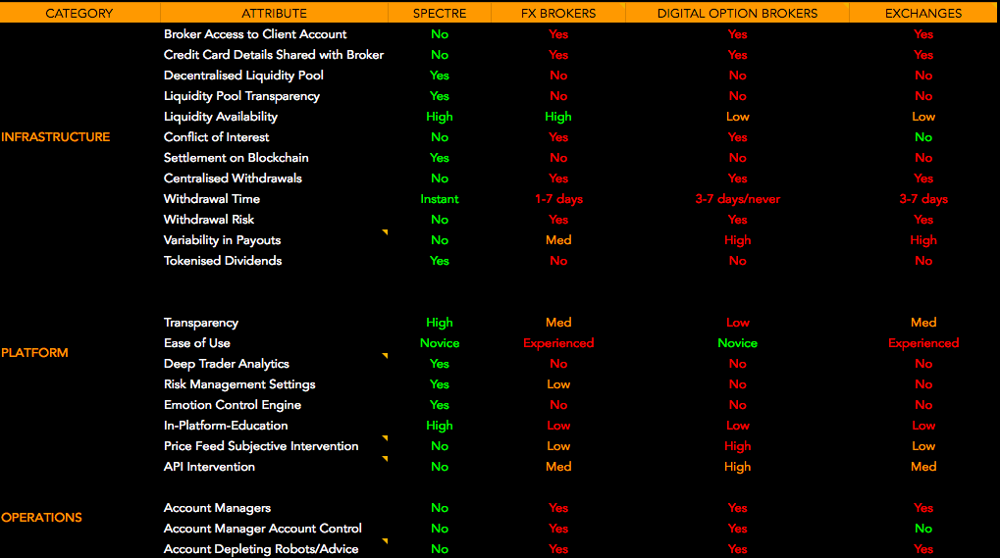 CATEGORY ATTRIBUTE SPECTRE FX BROKERS DIGITAL OPTION BROKERS EXCHANGES
Broker Access to Client Account No Yes Yes Yes
Credit Card Details Shared with Broker No Yes Yes Yes
Decentralised Liquidity Pool Yes No No No
Liquidity Pool Transparency Yes No No No
Liquidity Availability High High Low Low
INFRASTRUCTURE Conflict of Interest No Yes Yes No
Settlement on Blockchain Yes No No No
Centralised Withdrawals No Yes Yes Yes
Withdrawal Time Instant 1-7 days 3-7 days/never 3-7 days
Withdrawal Risk No Yes Yes Yes
Variability in Payouts No Med High High
Tokenised Dividends Yes No No No
Transparency High Med Low Med
Ease of Use Novice Experienced Novice Experienced
PLATFORM Deep Trader Analytics Yes No No No
Risk Management Settings Yes Low No No
Emotion Control Engine Yes No No No
In-Platform-Education High Low Low Low
Price Feed Subjective Intervention No Low High Low
API Intervention No Med High Med
Account Managers No Yes Yes Yes
OPERATIONS Account Manager Account Control No Yes Yes No
Account Depleting Robots/Advice No Yes Yes Yes